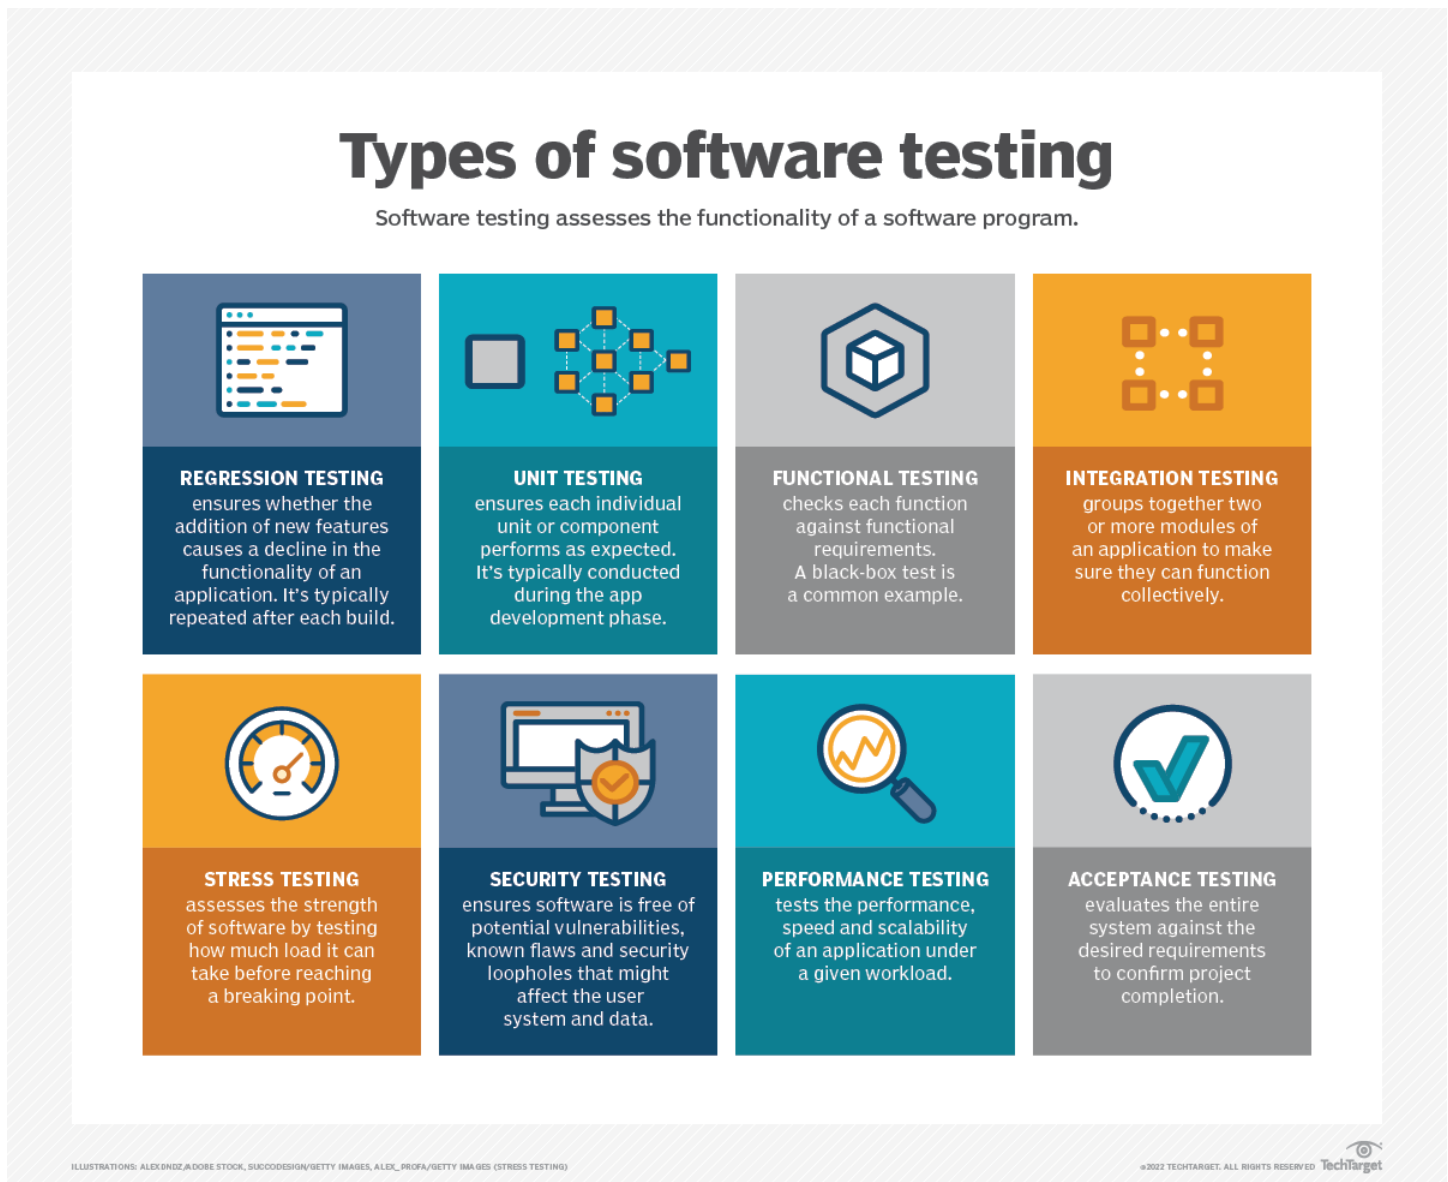 Types of software testing
Software testing assesses the functionality of a software program.
REGRESSION TESTING
ensures whether the
addition of new features
causes a decline in the
functionality of an
application. It's typically
repeated after each build.
UNIT TESTING
ensures each individual
unit or component
performs as expected.
It's typically conducted
during the app
development phase.
FUNCTIONAL TESTING
checks each function
against functional
requirements.
A black-box test is
a common example.
INTEGRATION TESTING
groups together two
or more modules of
an application to make
sure they can function
collectively.
STRESS TESTING
assesses the strength
of software by testing
how much load it can
take before reaching
a breaking point.
SECURITY TESTING
ensures software is free of
potential vulnerabilities,
known flaws and security
loopholes that might
affect the user
system and data.
PERFORMANCE TESTING
tests the performance,
speed and scalability
of an application under
a given workload.
ACCEPTANCE TESTING
evaluates the entire
system against the
desired requirements
to confirm project
completion.
ILLUSTRATIONS: ALEXDNDZ/ADOBE STOCK, SUCCODESIGN/GETTY IMAGES, ALEX_PROFA/GETTY IMAGES (STRESS TESTING)
©2022 TECHTARGET. ALL RIGHTS RESERVED TechTarget